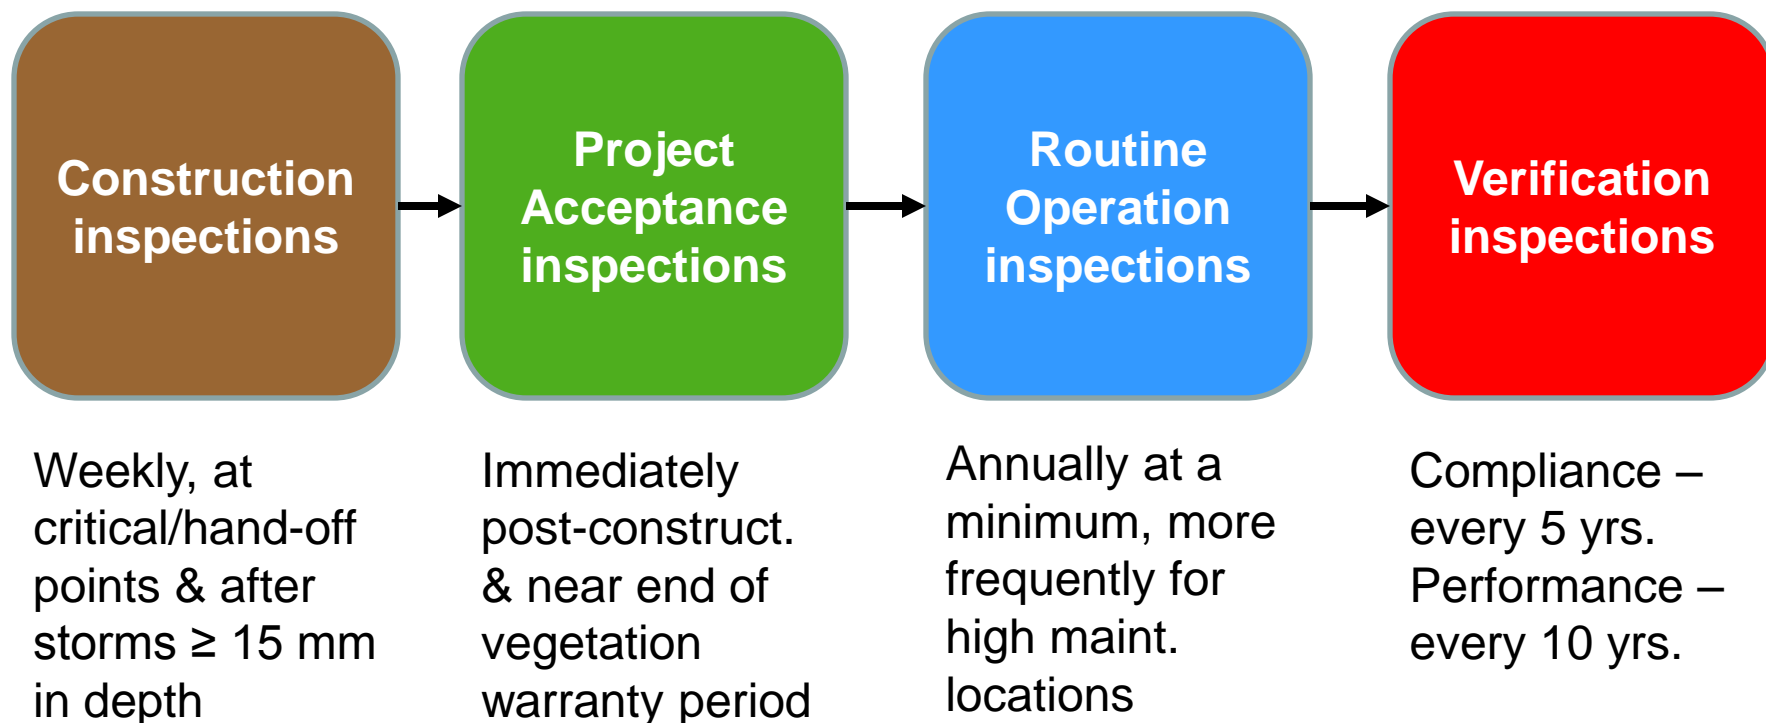 Construction
inspections
Project
Acceptance
inspections
Routine
Operation
inspections
Verification
inspections
Weekly, at
critical/hand-off
points & after
storms ≥ 15 mm
in depth
Immediately
post-construct.
& near end of
vegetation
warranty period
Annually at a
minimum, more
frequently for
high maint.
locations
Compliance –
every 5 yrs.
Performance –
every 10 yrs.